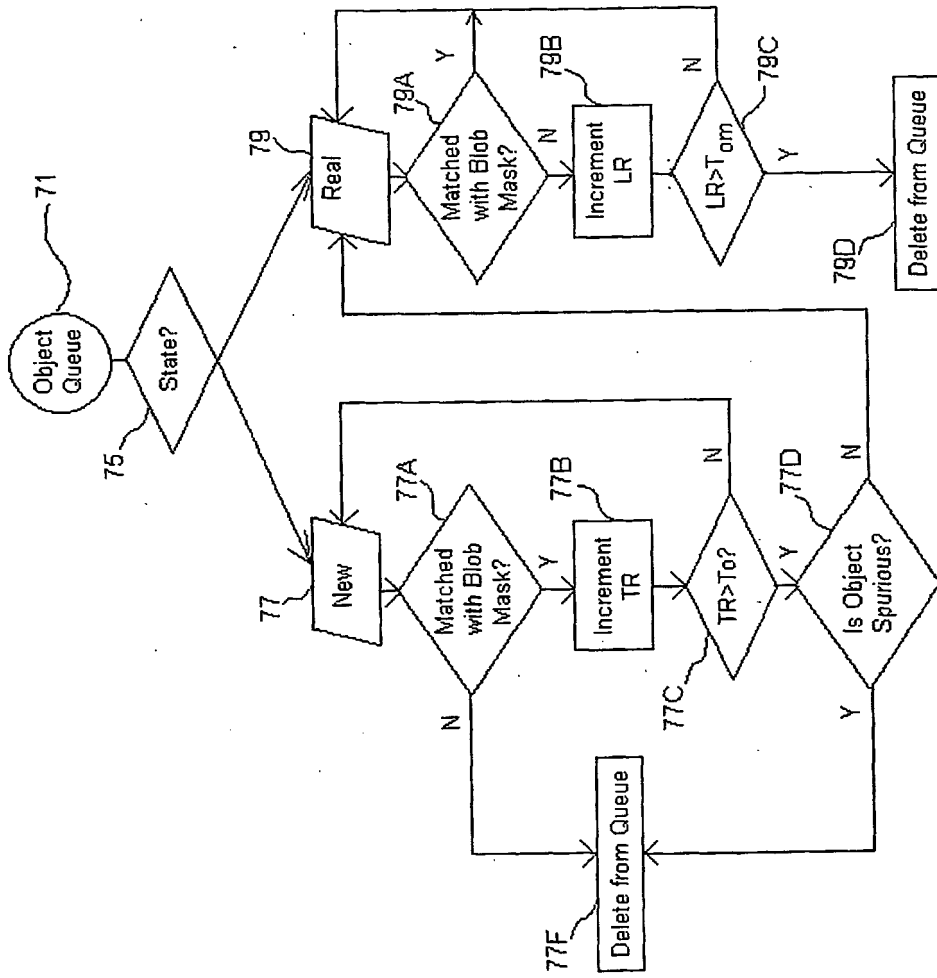 71
Object
Queue
75
State?
77
New
77A
Matched
with Blob
Mask?
N
Y
77B
Increment
TR
77C
TR>To?
N
Y
77D
Is Object
Spurious?
Y
N
77F
Delete from Queue
79
Real
79A
Matched
with Blob
Mask?
Y
N
79B
Increment
LR
79C
LR>Tom
N
Y
79D
Delete from Queue